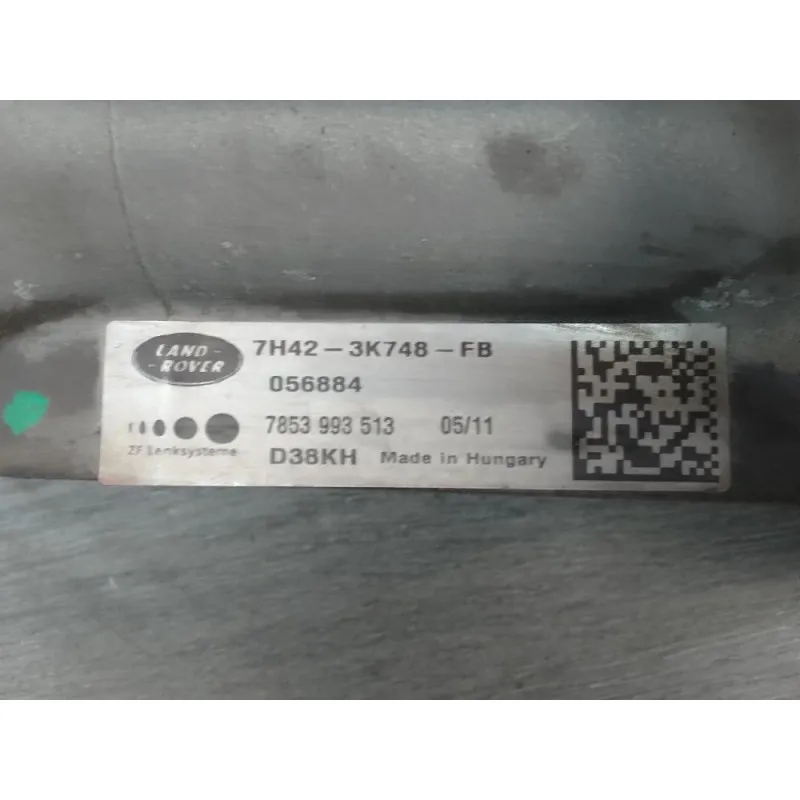 LAND-
-ROVER
7H42-3K748-FB
056884
7853 993 513 05/11
ZF Lenksysteme
D38KH Made in Hungary